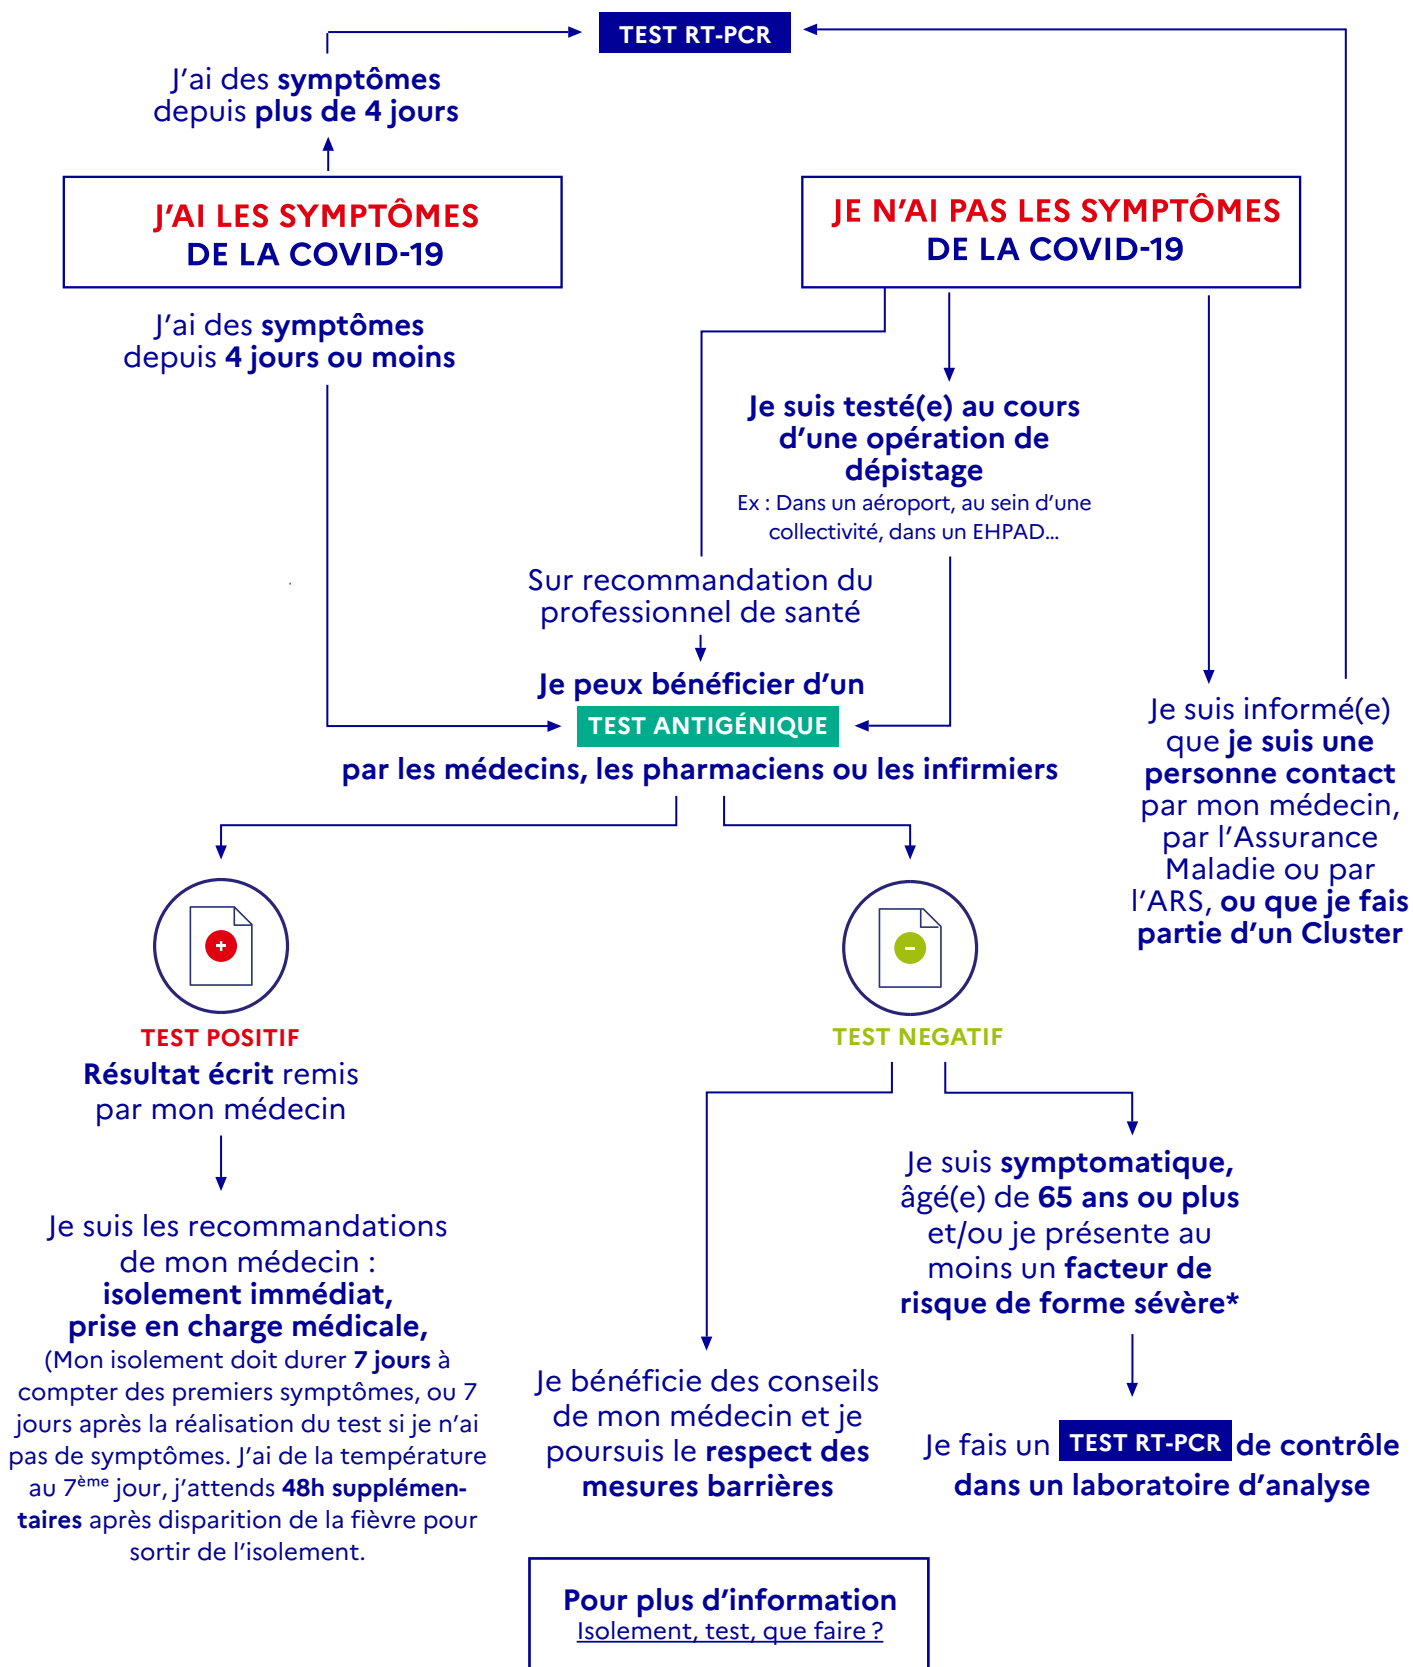 TEST RT-PCR
J'ai des symptômes
depuis plus de 4 jours
J'AI LES SYMPTÔMES
DE LA COVID-19
J'ai des symptômes
depuis 4 jours ou moins
JE N'AI PAS LES SYMPTÔMES
DE LA COVID-19
Je suis testé(e) au cours
d'une opération de
dépistage
Ex : Dans un aéroport, au sein d'une
collectivité, dans un EHPAD...
Sur recommandation du
professionnel de santé
Je peux bénéficier d'un
TEST ANTIGÉNIQUE
par les médecins, les pharmaciens ou les infirmiers
Je suis informé(e)
que je suis une
personne contact
par mon médecin,
par l'Assurance
Maladie ou par
l'ARS, ou que je fais
partie d'un Cluster
+
TEST POSITIF
Résultat écrit remis
par mon médecin
Je suis les recommandations
de mon médecin :
isolement immédiat,
prise en charge médicale,
(Mon isolement doit durer 7 jours à
compter des premiers symptômes, ou 7
jours après la réalisation du test si je n'ai
pas de symptômes. J'ai de la température
au 7ème jour, j'attends 48h supplémen-
taires après disparition de la fièvre pour
sortir de l'isolement.
-
TEST NEGATIF
Je bénéficie des conseils
de mon médecin et je
poursuis le respect des
mesures barrières
Je suis symptomatique,
âgé(e) de 65 ans ou plus
et/ou je présente au
moins un facteur de
risque de forme sévère*
Je fais un TEST RT-PCR de contrôle
dans un laboratoire d'analyse
Pour plus d'information
Isolement, test, que faire ?